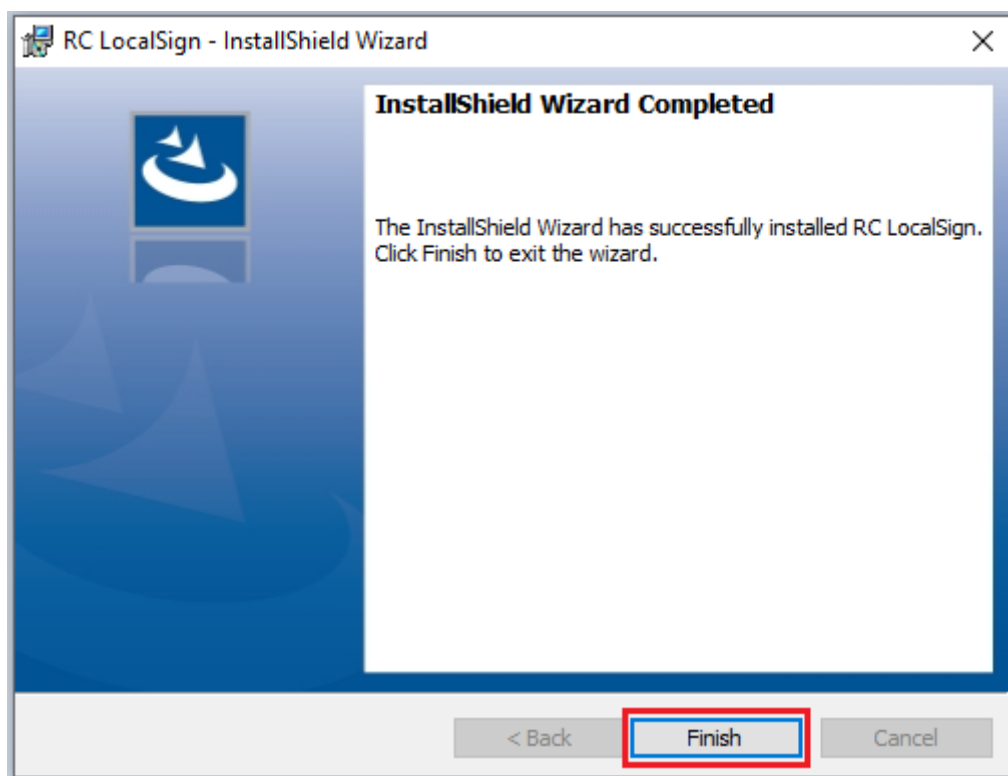 RC LocalSign - InstallShield Wizard
InstallShield Wizard Completed
The InstallShield Wizard has successfully installed RC LocalSign.
Click Finish to exit the wizard.
< Back
Finish
Cancel